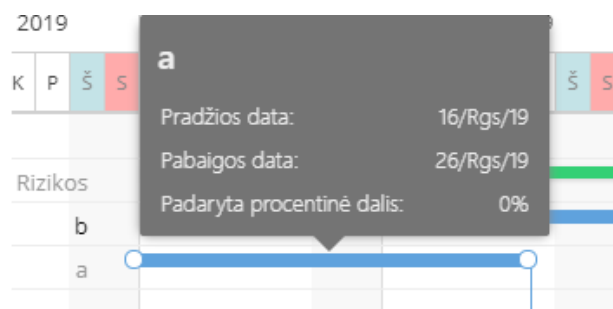 2019
K P Š S Š S
a
Pradžios data: 16/Rgs/19
Pabaigos data: 26/Rgs/19
Padaryta procentinė dalis: 0%
Rizikos
b
a